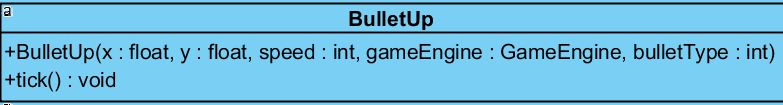 a
BulletUp
+BulletUp(x : float, y : float, speed : int, gameEngine : GameEngine, bulletType : int)
+tick() : void